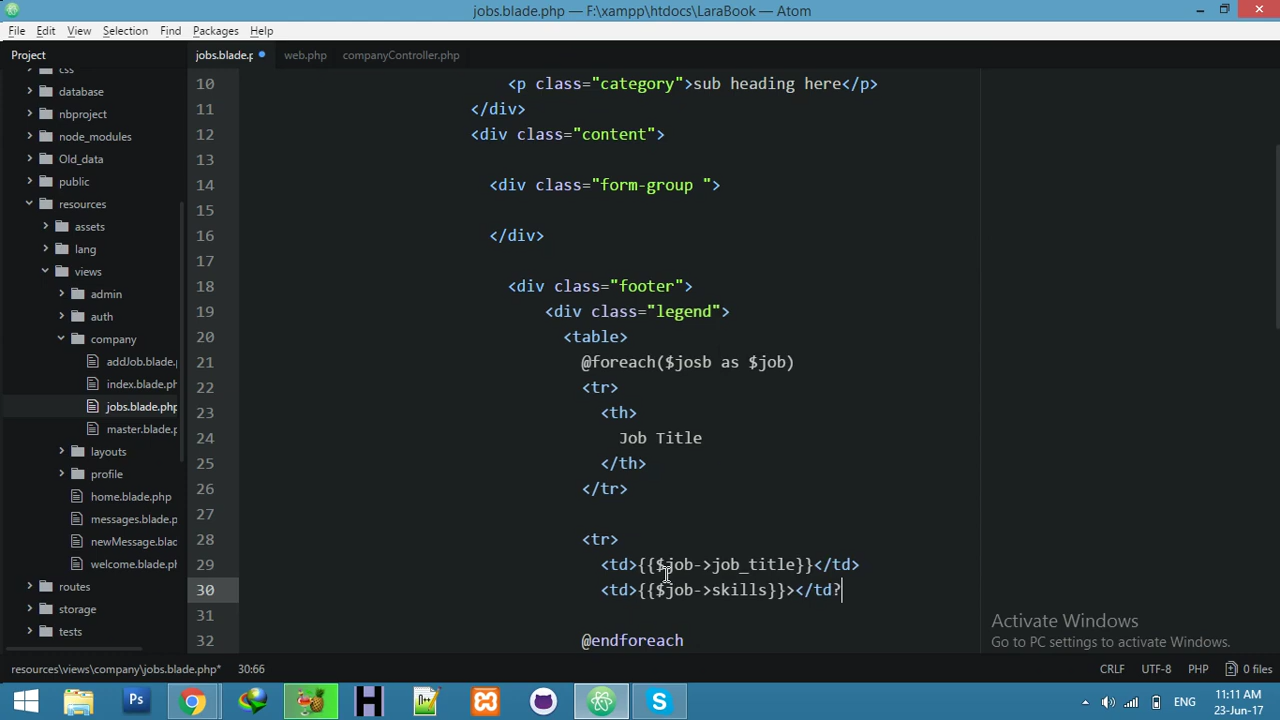 jobs.blade.php — F:\xampp\htdocs\LaraBook — Atom
File Edit View Selection Find Packages Help
Project
jobs.blade.p web.php companyController.php
css
database
nbproject
node_modules
Old_data
public
resources
assets
lang
views
admin
auth
company
addJob.blade.p
index.blade.ph
jobs.blade.php
master.blade.p
layouts
profile
home.blade.php
messages.blade.p
newMessage.blade.p
welcome.blade.ph
routes
storage
tests
10 <p class="category">sub heading here</p>
11 </div>
12 <div class="content">
13
14 <div class="form-group ">
15
16 </div>
17
18 <div class="footer">
19 <div class="legend">
20 <table>
21 @foreach($josb as $job)
22 <tr>
23 <th>
24 Job Title
25 </th>
26 </tr>
27
28 <tr>
29 <td>{{$job->job_title}}</td>
30 <td>{{$job->skills}}></td?
31
32 @endforeach
Activate Windows
Go to PC settings to activate Windows.
resources\views\company\jobs.blade.php* 30:66 CRLF UTF-8 PHP 0 files
Ps
ENG
11:11 AM
23-Jun-17